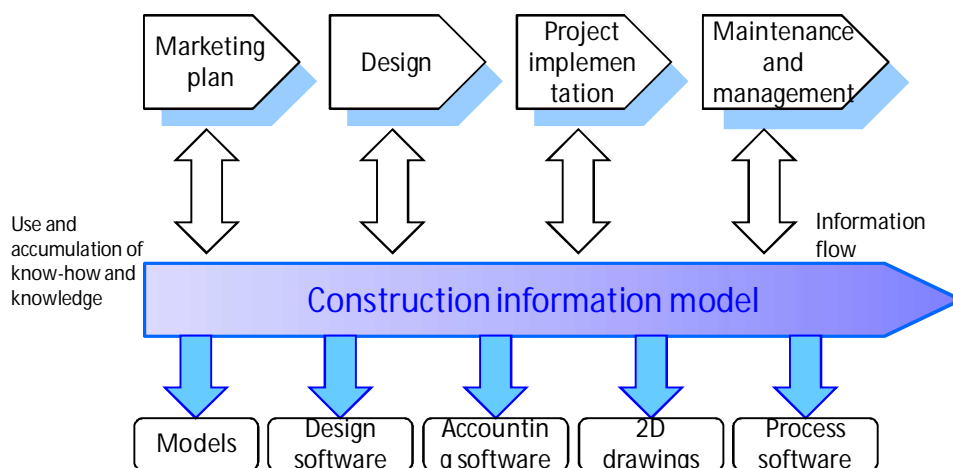 Marketing
plan
Design
Project
implemen
tation
Maintenance
and
management
Use and
accumulation of
know-how and
knowledge
Information
flow
Construction information model
Models
Design
software
Accountin
g software
2D
drawings
Process
software